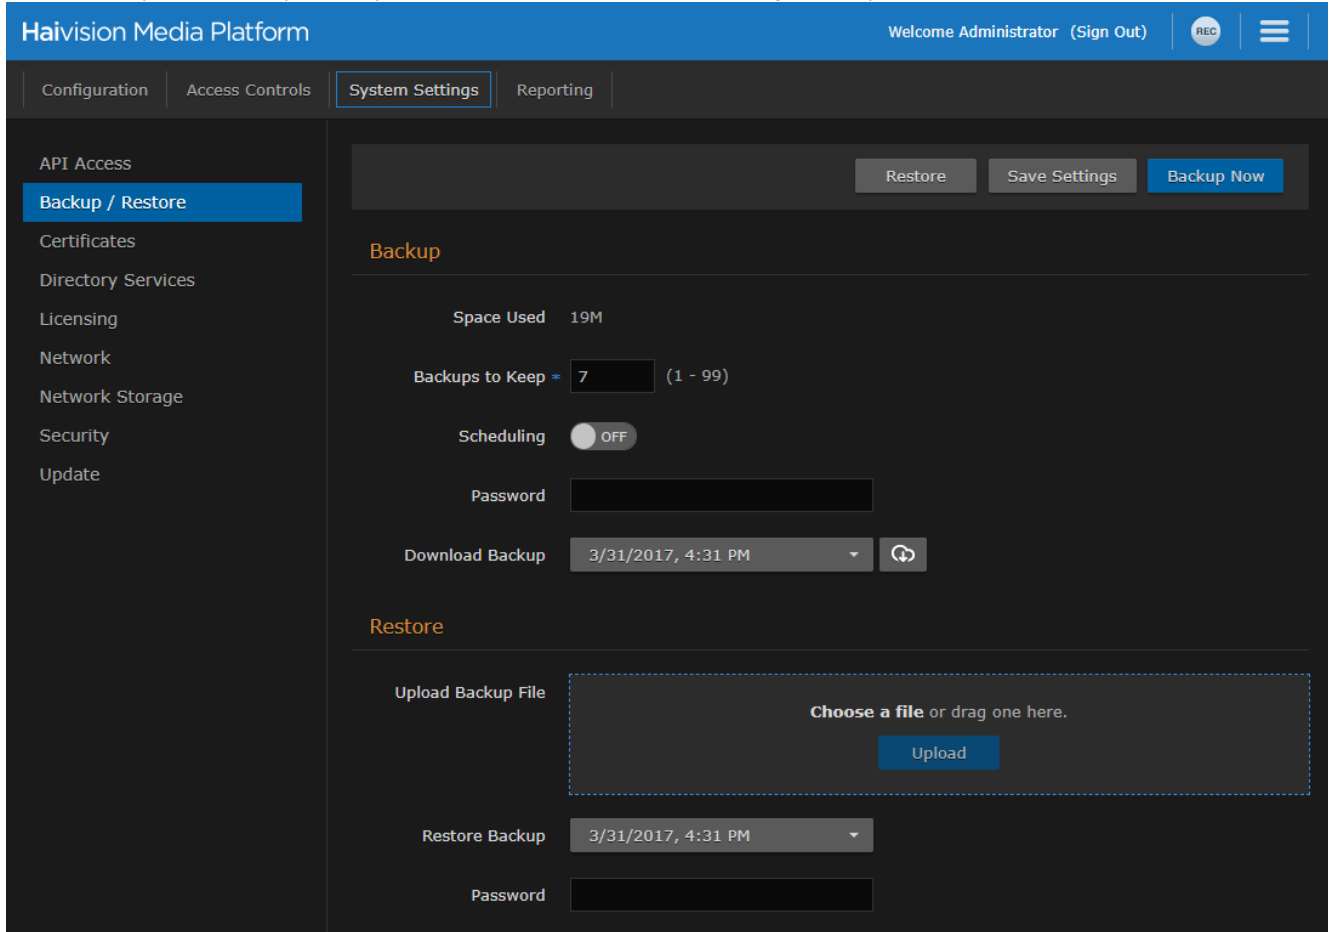 Haivision Media Platform
Welcome Administrator (Sign Out)
REC
Configuration
Access Controls
System Settings
Reporting
API Access
Backup / Restore
Certificates
Directory Services
Licensing
Network
Network Storage
Security
Update
Restore
Save Settings
Backup Now
Backup
Space Used 19M
Backups to Keep * 7 (1 - 99)
Scheduling OFF
Password
Download Backup 3/31/2017, 4:31 PM
Restore
Upload Backup File
Choose a file or drag one here.
Upload
Restore Backup 3/31/2017, 4:31 PM
Password